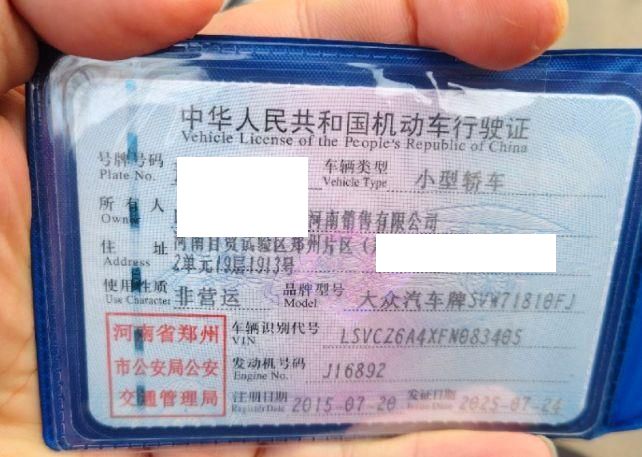 中华人民共和国机动车行驶证
Vehicle License of the People's Republic of China
号牌号码 车辆类型 小型轿车
Plate No. Vehicle Type
所有人 河南销售有限公司
Owner
住址 河南自贸试验区郑州片区（
Address 2单元19层1913号
使用性质 非营运 品牌型号 大众汽车牌SVW71810FJ
Use Character Model
河南省郑州 车辆识别代号 LSVCZ6A4XFN083405
VIN
市公安局公安 发动机号码 J16892
Engine No.
交通管理局 注册日期 2015-07-20 发证日期 2025-07-24
Register Date Issue Date